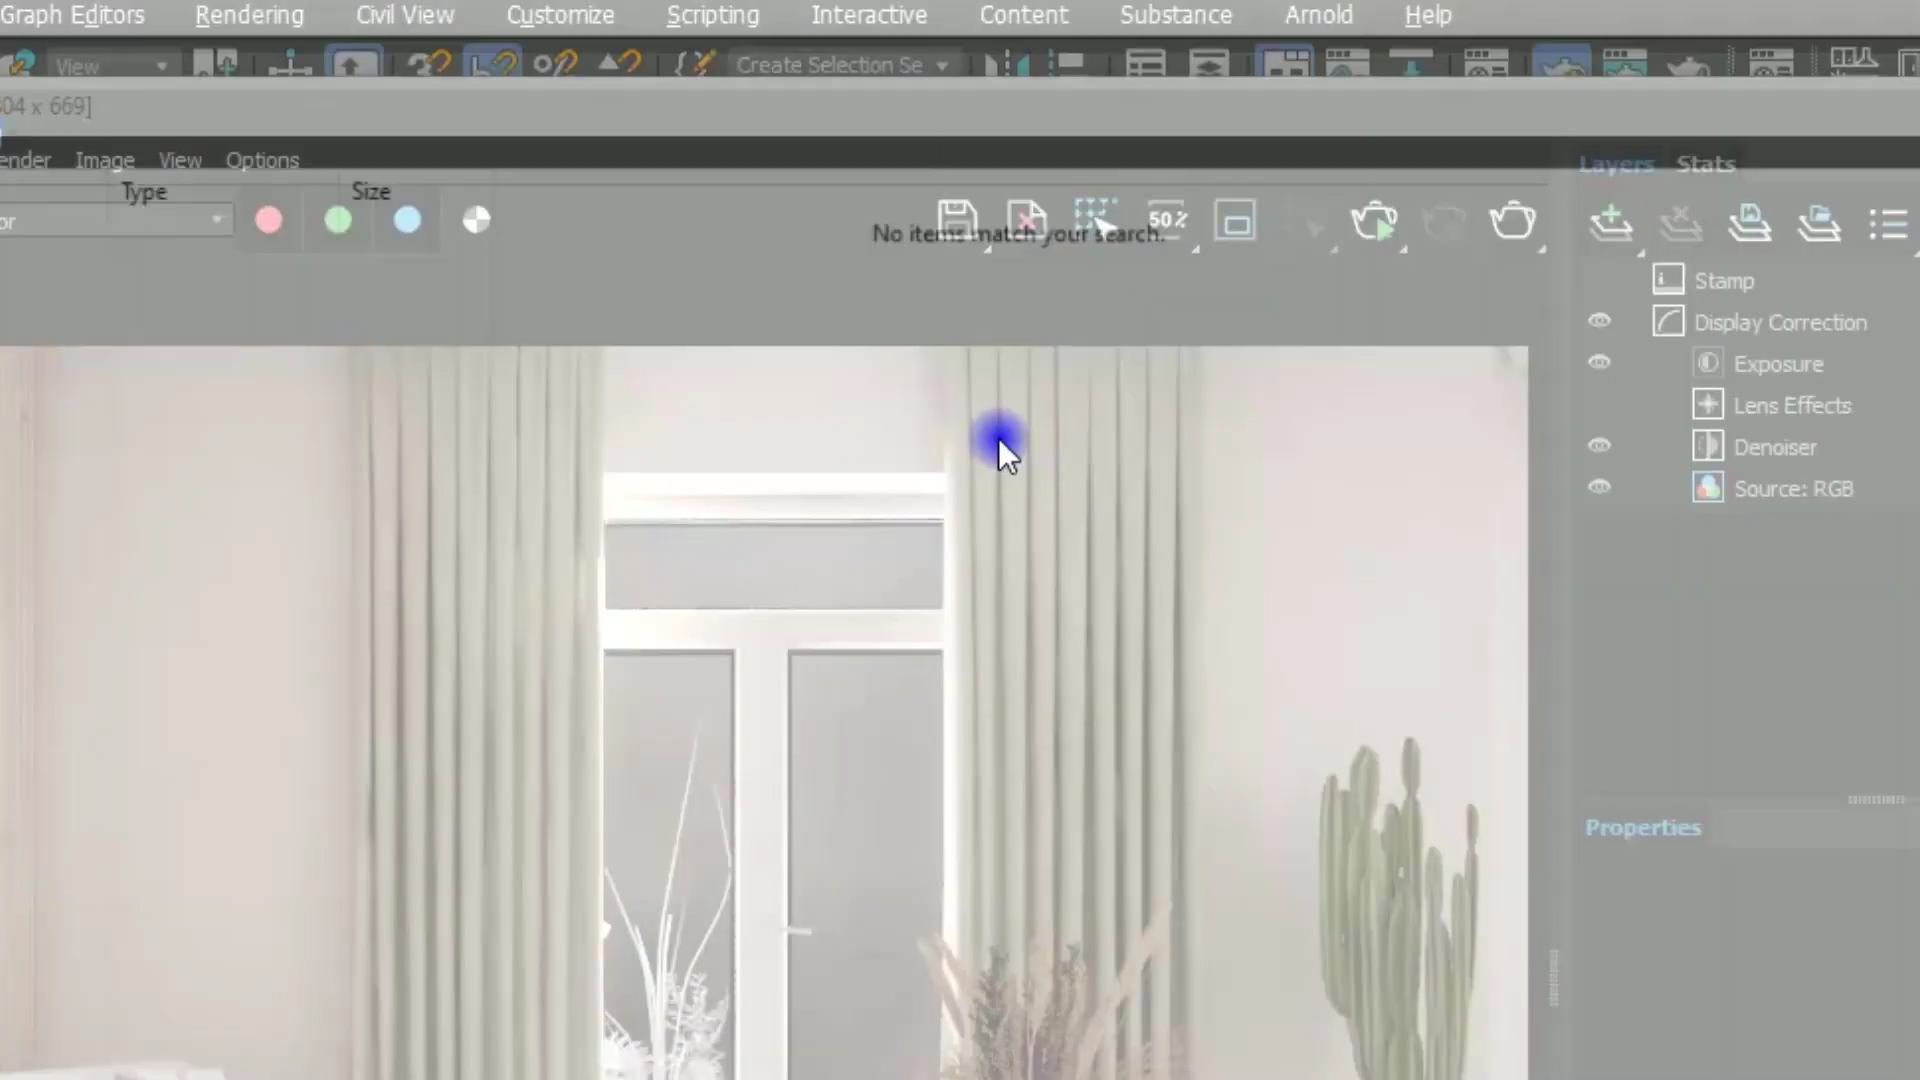 Graph Editors Rendering Civil View Customize Scripting Interactive Content Substance Arnold Help
View Create Selection Se
04 x 669]
ender Image View Options Layers Stats
Type Size
or 50%
No items match your search.
Stamp
Display Correction
Exposure
Lens Effects
Denoiser
Source: RGB
Properties